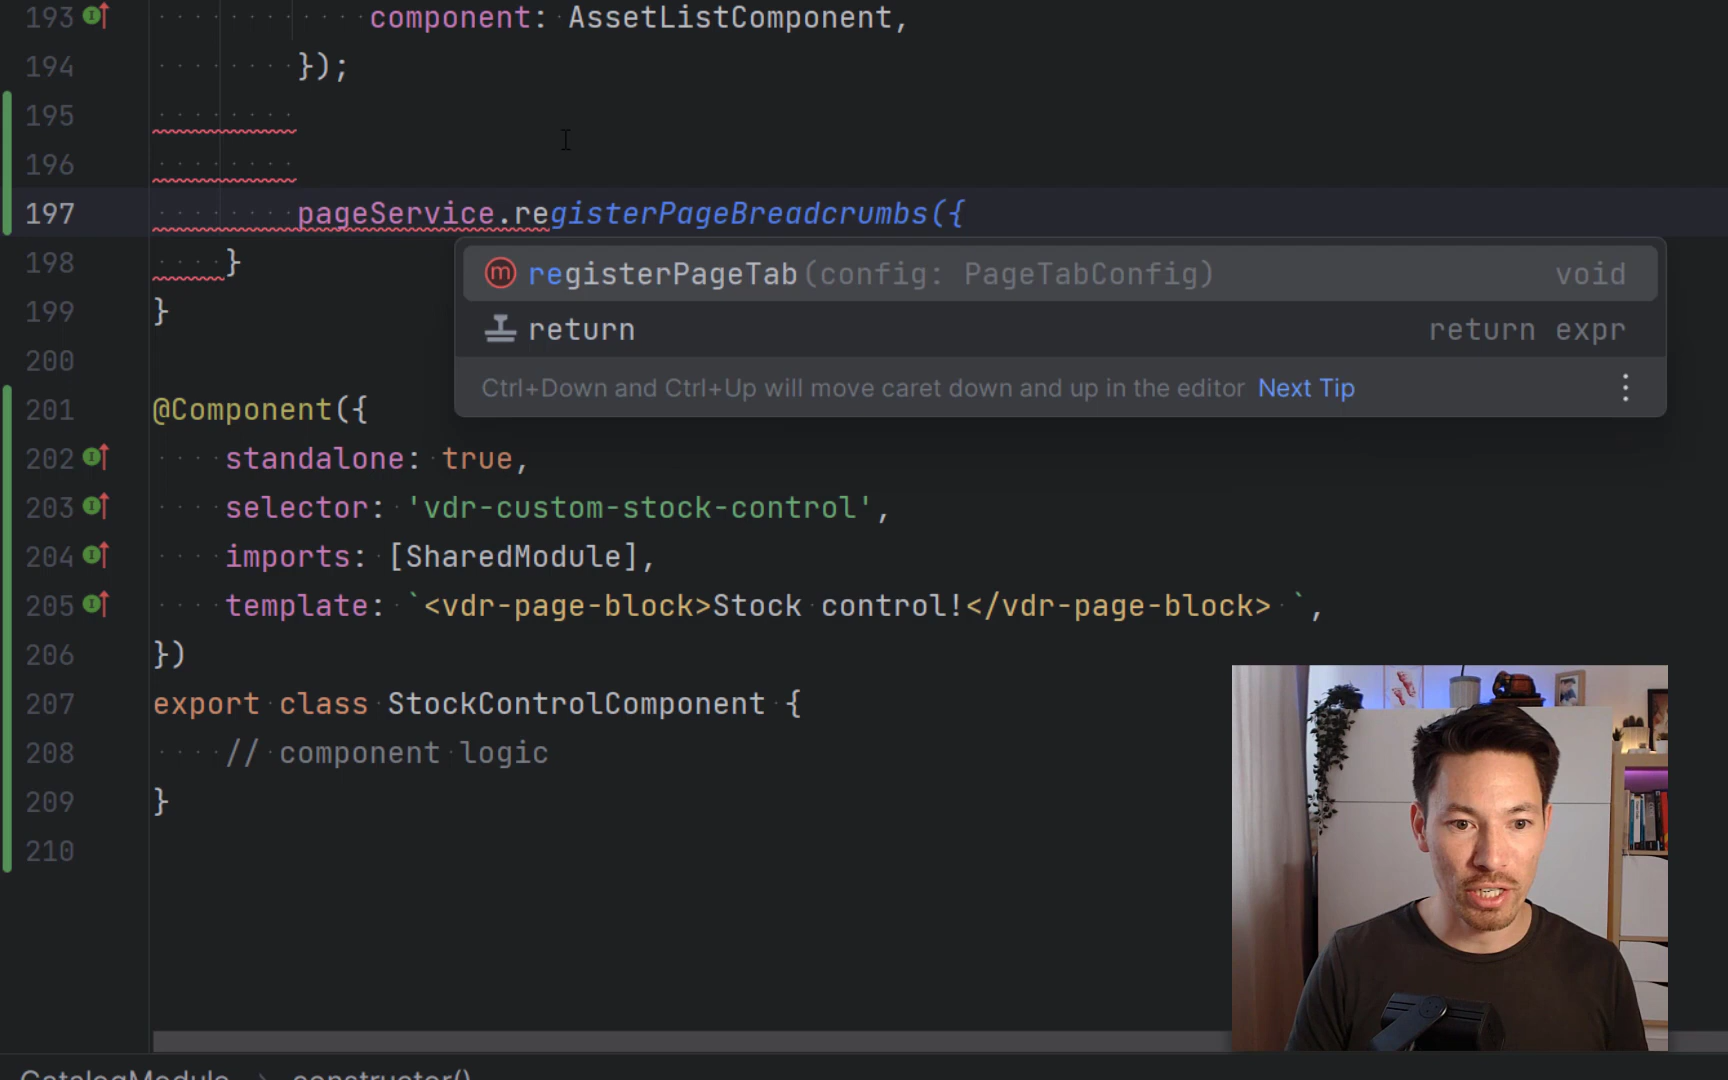 193 component: AssetListComponent,
194 });
195
196
197 pageService.registerPageBreadcrumbs({
registerPageTab(config: PageTabConfig) void
return return expr
Ctrl+Down and Ctrl+Up will move caret down and up in the editor Next Tip
198 }
199 }
200
201 @Component({
202 standalone: true,
203 selector: 'vdr-custom-stock-control',
204 imports: [SharedModule],
205 template: `<vdr-page-block>Stock control!</vdr-page-block> `,
206 })
207 export class StockControlComponent {
208 // component logic
209 }
210
CatalogModule > constructor()